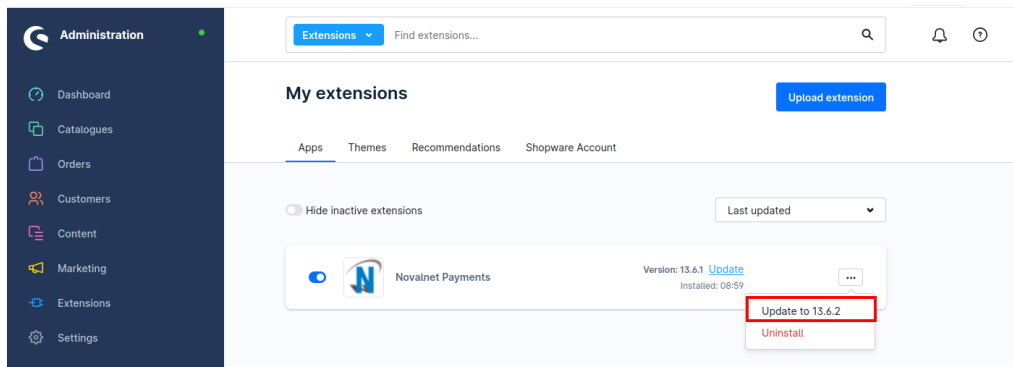 Administration
Extensions
Find extensions...
Dashboard
Catalogues
Orders
Customers
Content
Marketing
Extensions
Settings
My extensions
Upload extension
Apps Themes Recommendations Shopware Account
Hide inactive extensions
Last updated
Novalnet Payments
Version: 13.6.1 Update
Installed: 08:59
Update to 13.6.2
Uninstall